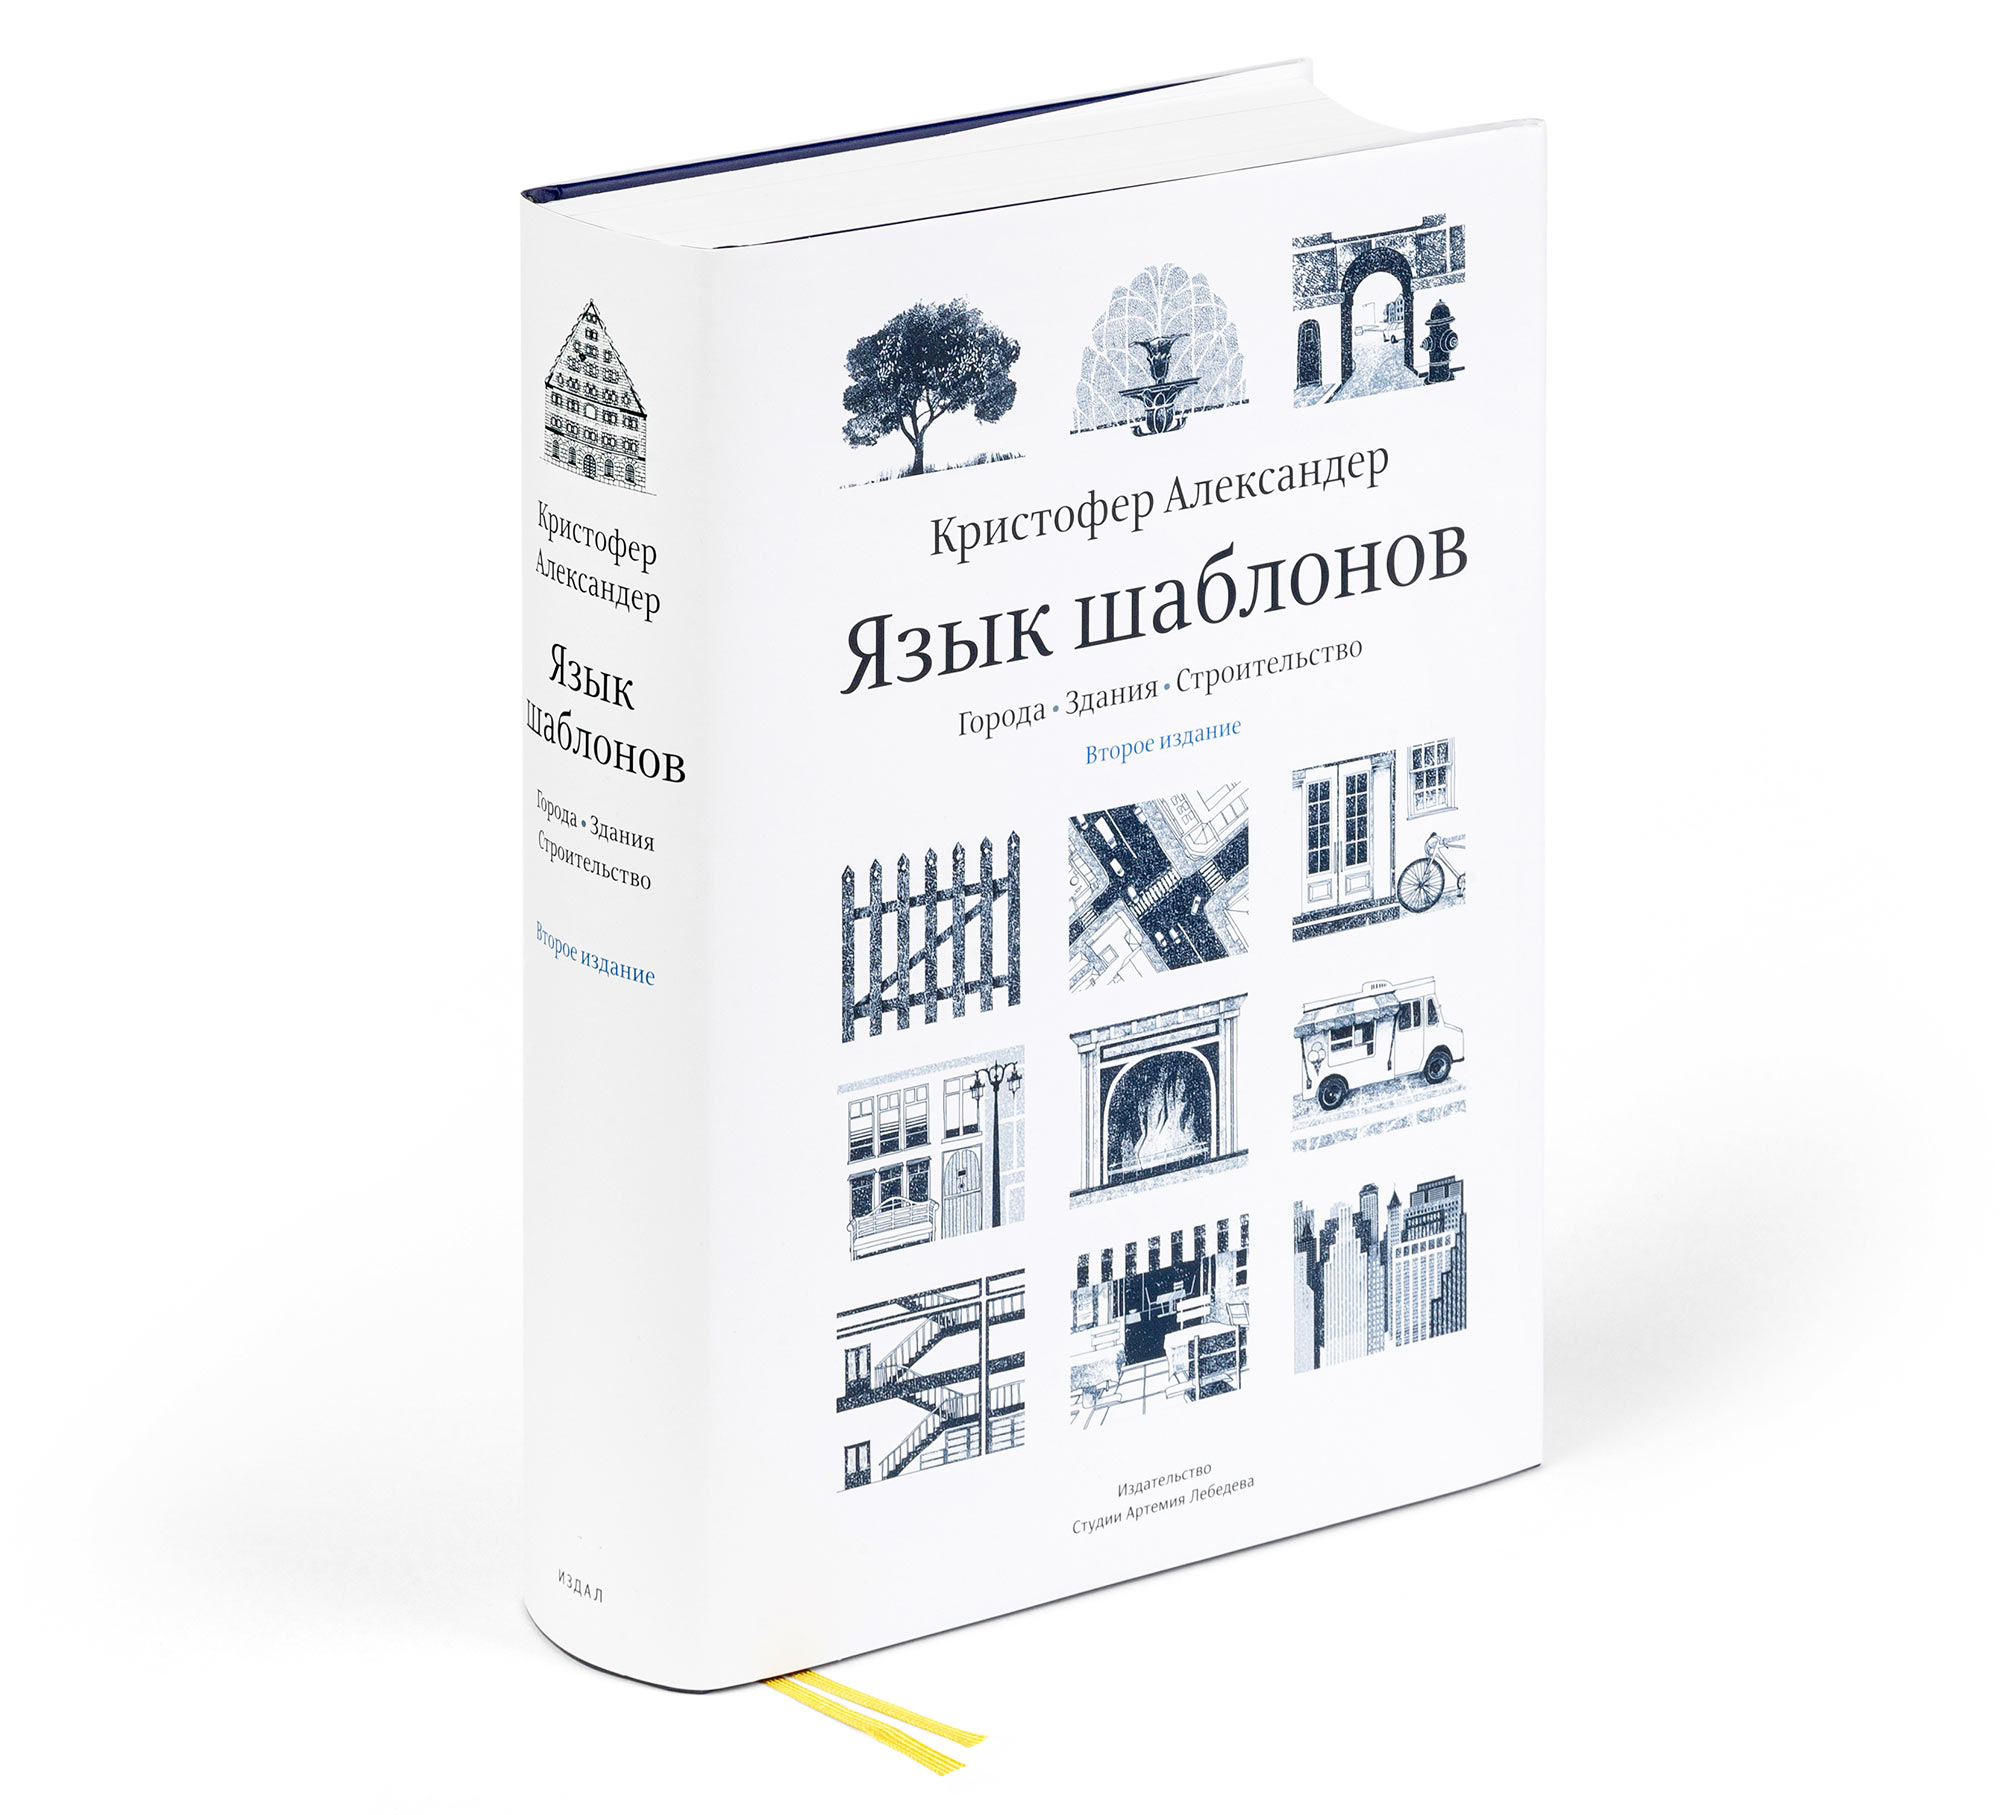 Кристофер
Александер
Язык
шаблонов
Города • Здания
Строительство
Второе издание
ИЗДАЛ
Кристофер Александер
Язык шаблонов
Города • Здания • Строительство
Второе издание
Издательство
Студии Артемия Лебедева